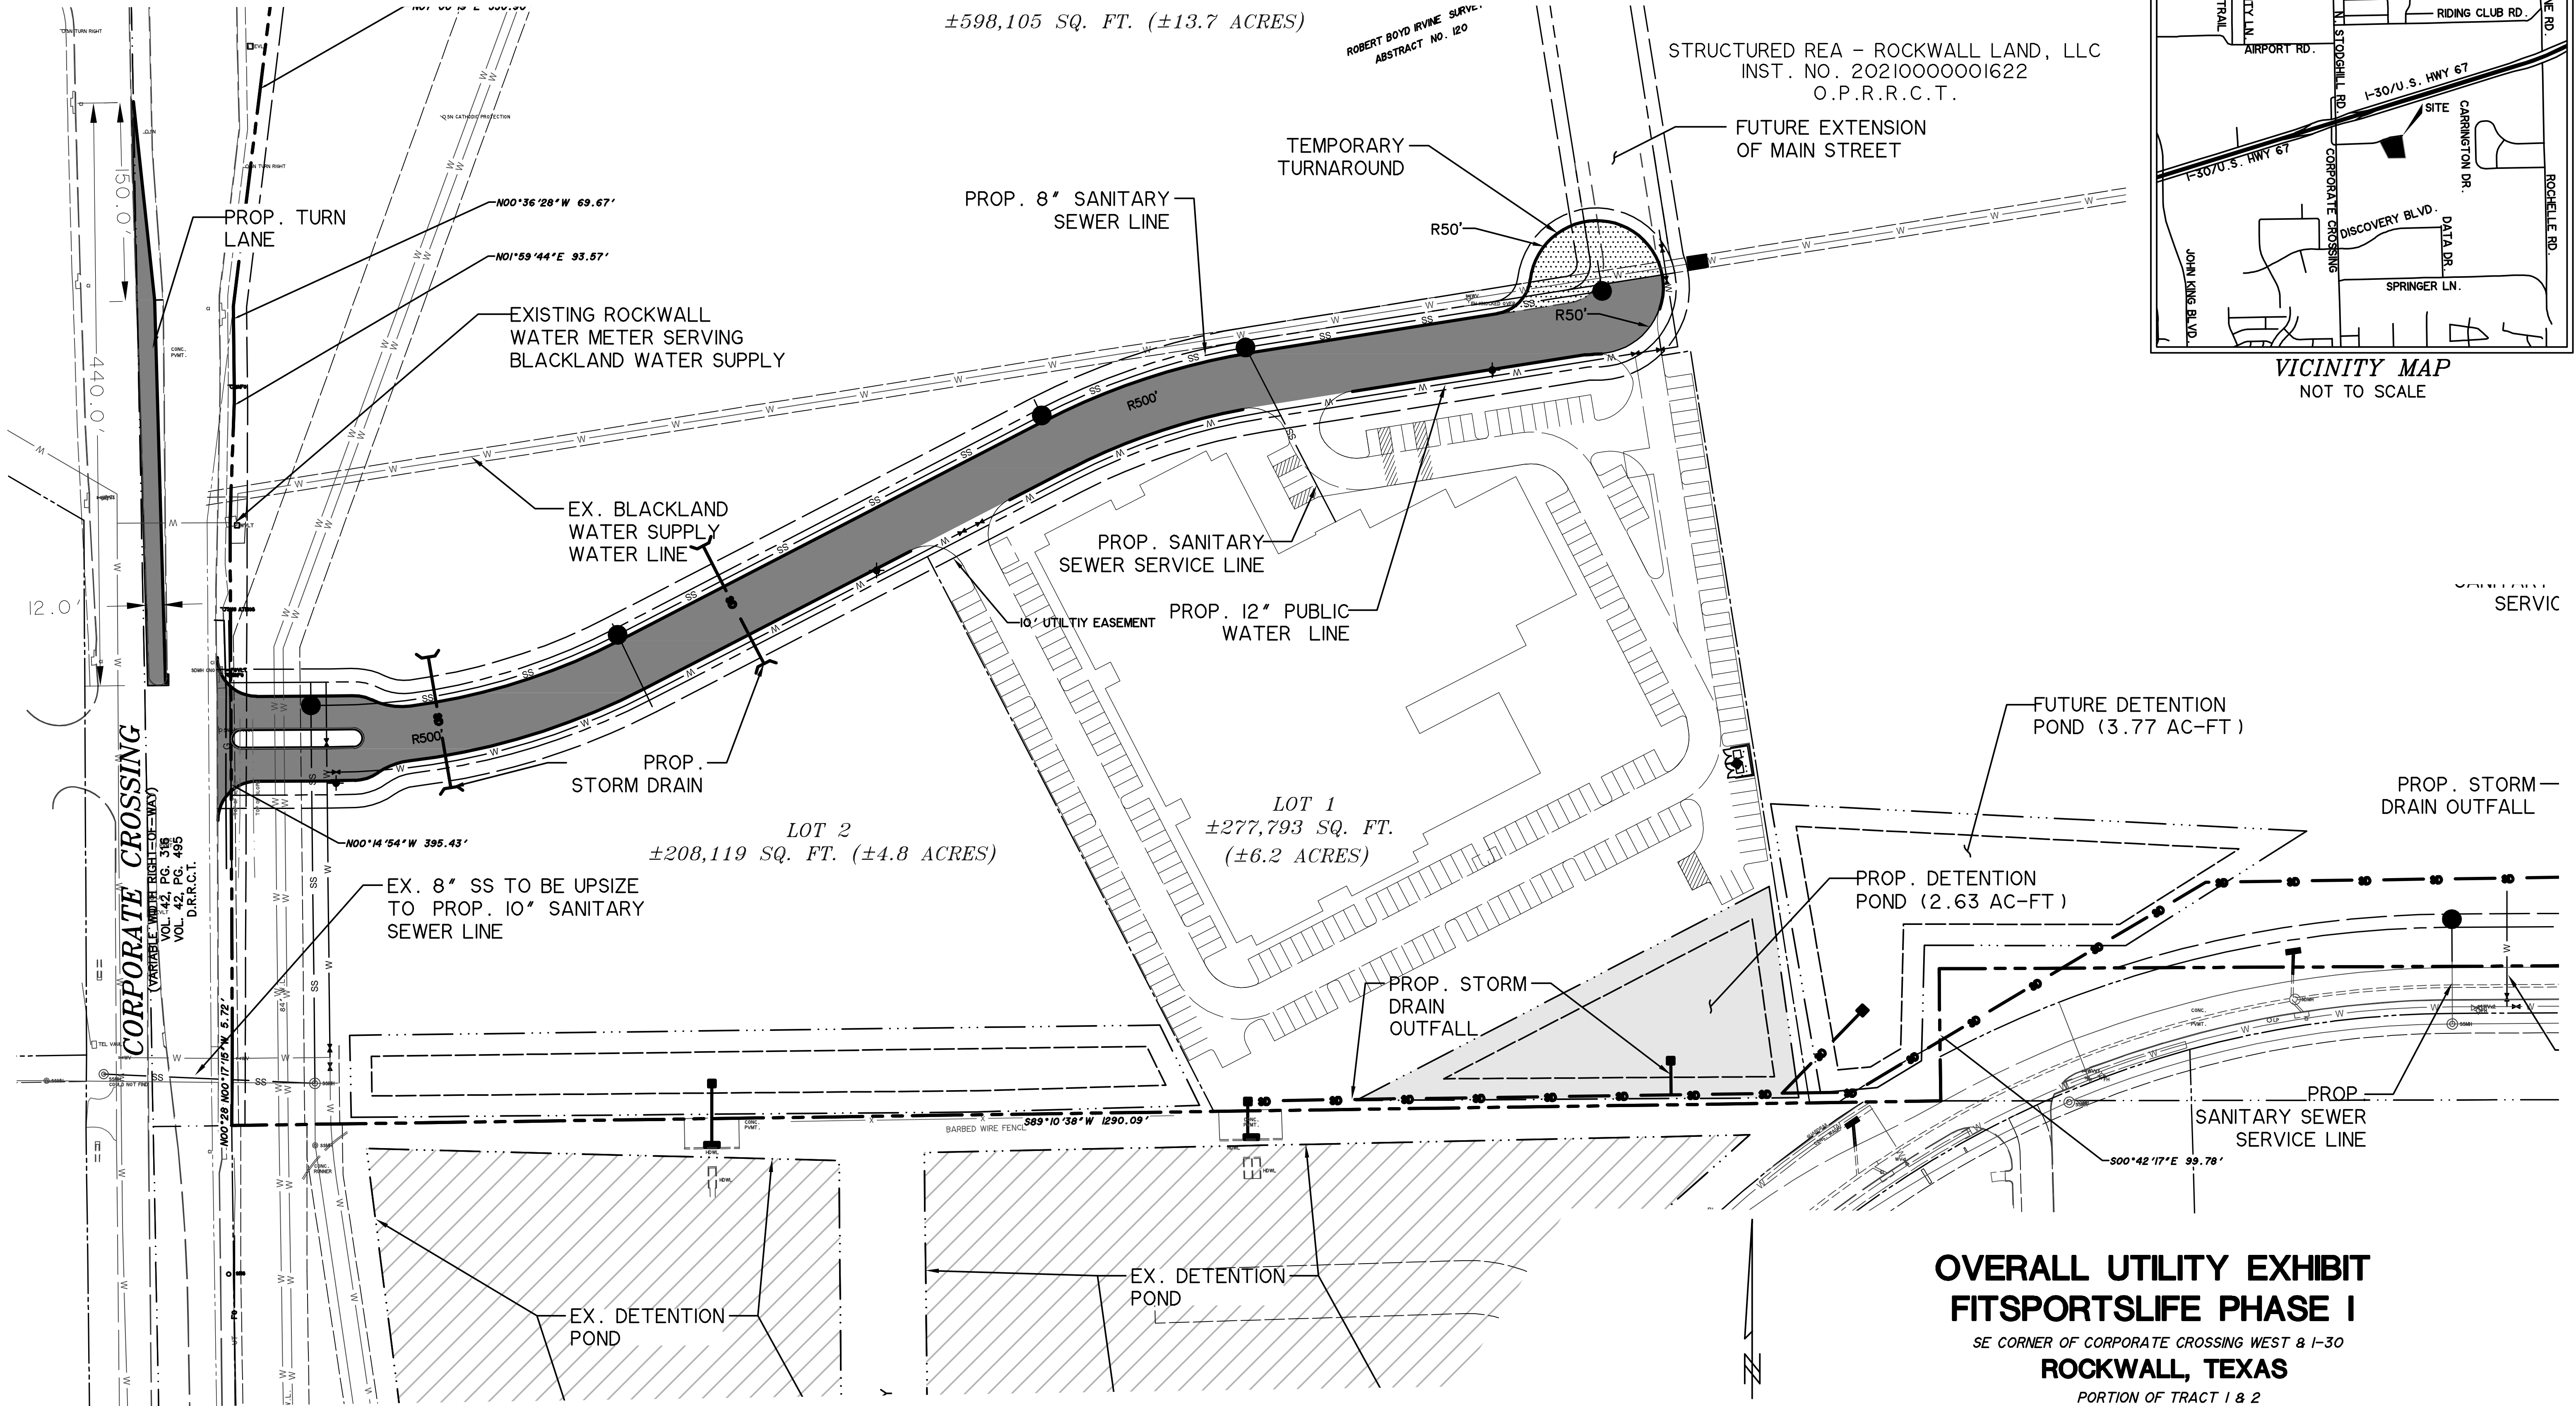 ±598,105 SQ. FT. (±13.7 ACRES)
ROBERT BOYD IRVINE
ABSTRACT NO. 120
STRUCTURED REA - ROCKWALL LAND, LLC
INST. NO. 20210000001622
O.P.R.R.C.T.
FUTURE EXTENSION
OF MAIN STREET
TEMPORARY
TURNAROUND
PROP. 8" SANITARY
SEWER LINE
R50'
R50'
TRAIL
RIDING CLUB RD.
AIRPORT RD.
N. STODGHILL RD.
I-30/U.S. HWY 67
SITE
I-30/U.S. HWY 67
CARRINGTON DR.
CORPORATE CROSSING
ROCHELLE RD.
DISCOVERY BLVD.
DATA DR.
JOHN KING BLVD.
SPRINGER LN.
VICINITY MAP
NOT TO SCALE
150.0'
440.0'
12.0'
PROP. TURN
LANE
N00°36'28"W 69.67'
N01°59'44"E 93.57'
EXISTING ROCKWALL
WATER METER SERVING
BLACKLAND WATER SUPPLY
EX. BLACKLAND
WATER SUPPLY
WATER LINE
R500'
R500'
PROP. SANITARY
SEWER SERVICE LINE
PROP. 12" PUBLIC
WATER LINE
10' UTILTIY EASEMENT
PROP.
STORM DRAIN
CORPORATE CROSSING
(VARIABLE WIDTH RIGHT-OF-WAY)
VOL. 42, PG. 316
VOL. 42, PG. 495
D.R.R.C.T.
N00°14'54"W 395.43'
LOT 2
±208,119 SQ. FT. (±4.8 ACRES)
LOT 1
±277,793 SQ. FT.
(±6.2 ACRES)
EX. 8" SS TO BE UPSIZE
TO PROP. 10" SANITARY
SEWER LINE
FUTURE DETENTION
POND (3.77 AC-FT)
PROP. DETENTION
POND (2.63 AC-FT)
PROP. STORM
DRAIN OUTFALL
PROP. STORM
DRAIN
OUTFALL
N00°17'15"W 5.72'
BARBED WIRE FENCE
S89°10'38"W 1290.09'
PROP
SANITARY SEWER
SERVICE LINE
S00°42'17"E 99.78'
EX. DETENTION
POND
EX. DETENTION
POND
OVERALL UTILITY EXHIBIT
FITSPORTSLIFE PHASE 1
SE CORNER OF CORPORATE CROSSING WEST & I-30
ROCKWALL, TEXAS
PORTION OF TRACT 1 & 2